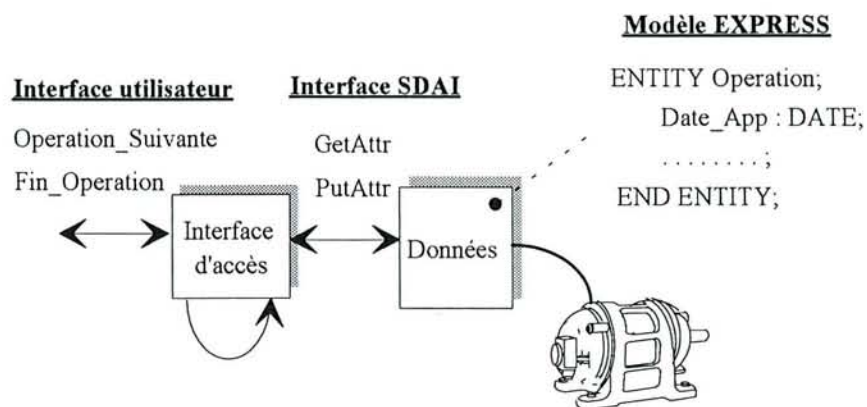 Modèle EXPRESS
Interface utilisateur
Interface SDAI
ENTITY Operation;
Date_App : DATE;
. . . . . . . . ;
END ENTITY;
Operation_Suivante
Fin_Operation
GetAttr
PutAttr
Interface
d'accès
Données